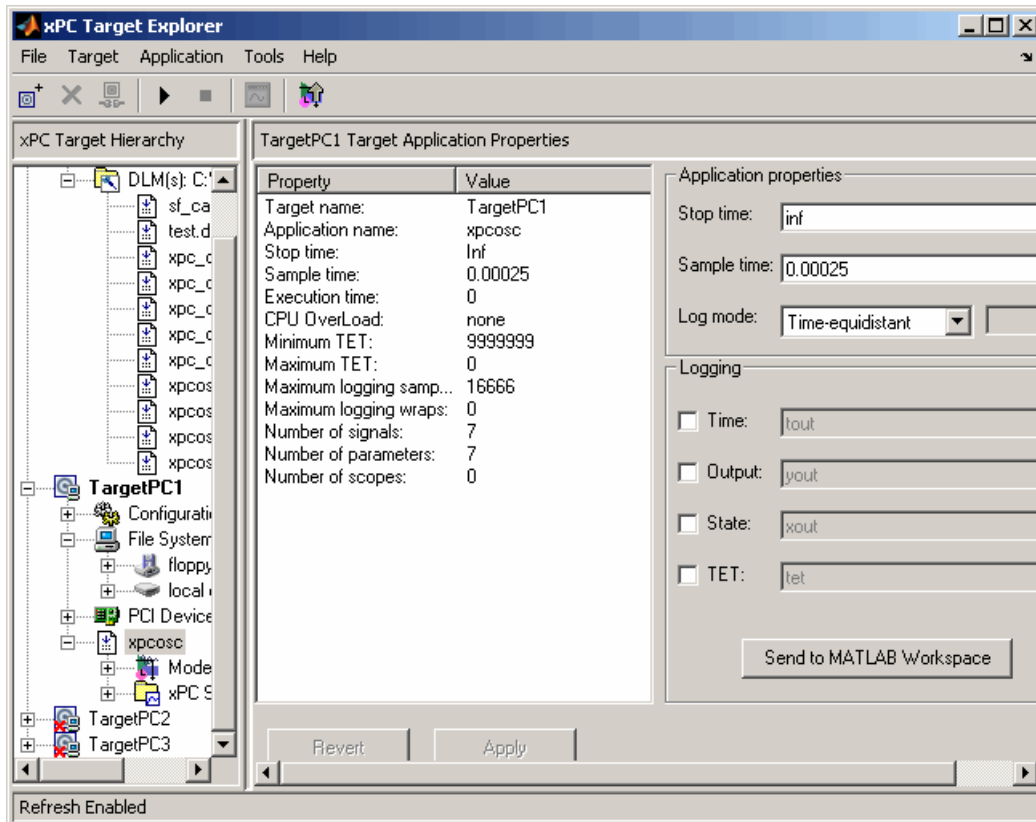 xPC Target Explorer
File Target Application Tools Help
xPC Target Hierarchy
TargetPC1 Target Application Properties
DLM(s): C:\
sf_ca
test.d
xpc_c
xpc_c
xpc_c
xpc_c
xpc_c
xpcos
xpcos
xpcos
xpcos
TargetPC1
Configurati
File System
floppy
local
PCI Device
xpcosc
Mode
xPC S
TargetPC2
TargetPC3
Property Value
Target name: TargetPC1
Application name: xpcosc
Stop time: Inf
Sample time: 0.00025
Execution time: 0
CPU OverLoad: none
Minimum TET: 9999999
Maximum TET: 0
Maximum logging samp... 16666
Maximum logging wraps: 0
Number of signals: 7
Number of parameters: 7
Number of scopes: 0
Revert Apply
Application properties
Stop time: inf
Sample time: 0.00025
Log mode: Time-equidistant
Logging
Time: tout
Output: yout
State: xout
TET: tet
Send to MATLAB Workspace
Refresh Enabled